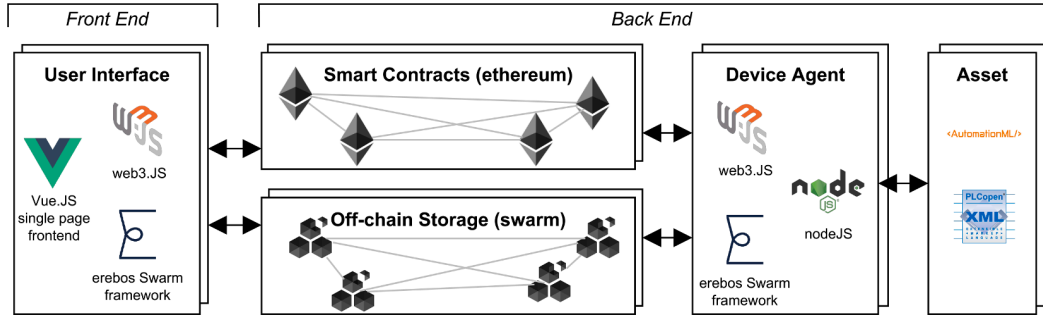 Front End
Back End
User Interface
web3.JS
Vue.JS
single page
frontend
erebos Swarm
framework
Smart Contracts (ethereum)
Off-chain Storage (swarm)
Device Agent
web3.JS
node
JS
nodeJS
erebos Swarm
framework
Asset
<AutomationML/>
PLCopen
XML